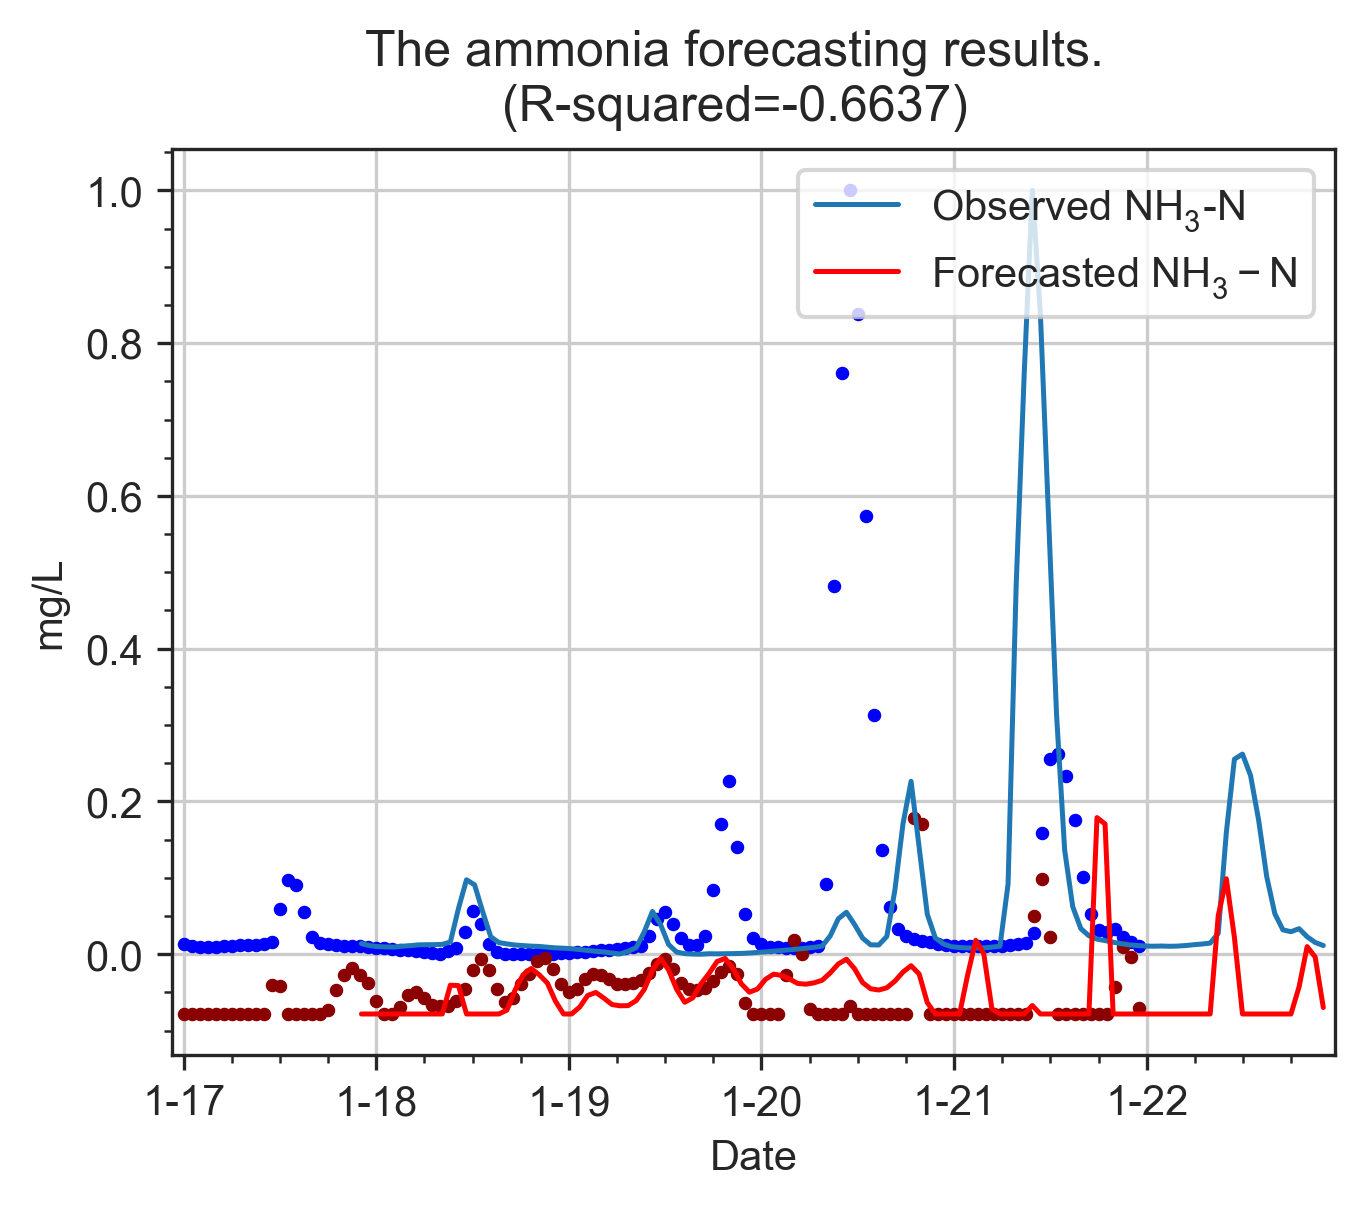 The ammonia forecasting results.
(R-squared=-0.6637)
Observed NH3-N
Forecasted NH3 − N
1.0
0.8
0.6
0.4
0.2
0.0
mg/L
1-17 1-18 1-19 1-20 1-21 1-22
Date